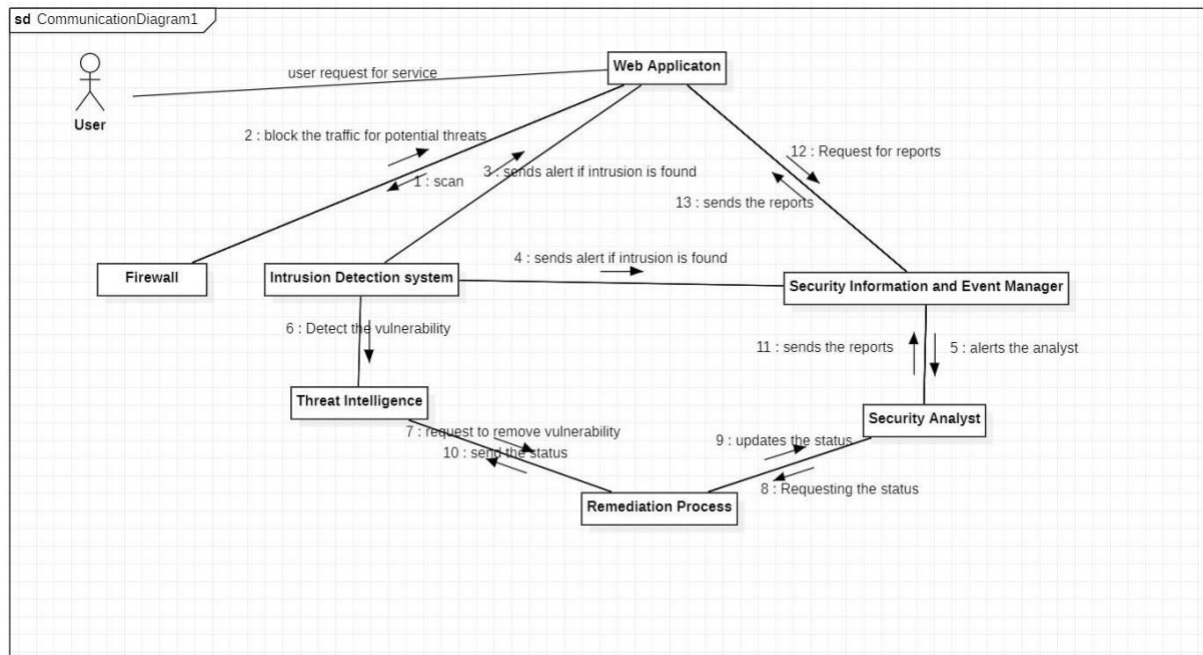 sd CommunicationDiagram1
Web Applicaton
user request for service
User
2 : block the traffic for potential threats
12 : Request for reports
3 : sends alert if intrusion is found
1 : scan
13 : sends the reports
4 : sends alert if intrusion is found
Firewall
Intrusion Detection system
Security Information and Event Manager
6 : Detect the vulnerability
11 : sends the reports
5 : alerts the analyst
Threat Intelligence
Security Analyst
7 : request to remove vulnerability
9 : updates the status
10 : send the status
8 : Requesting the status
Remediation Process